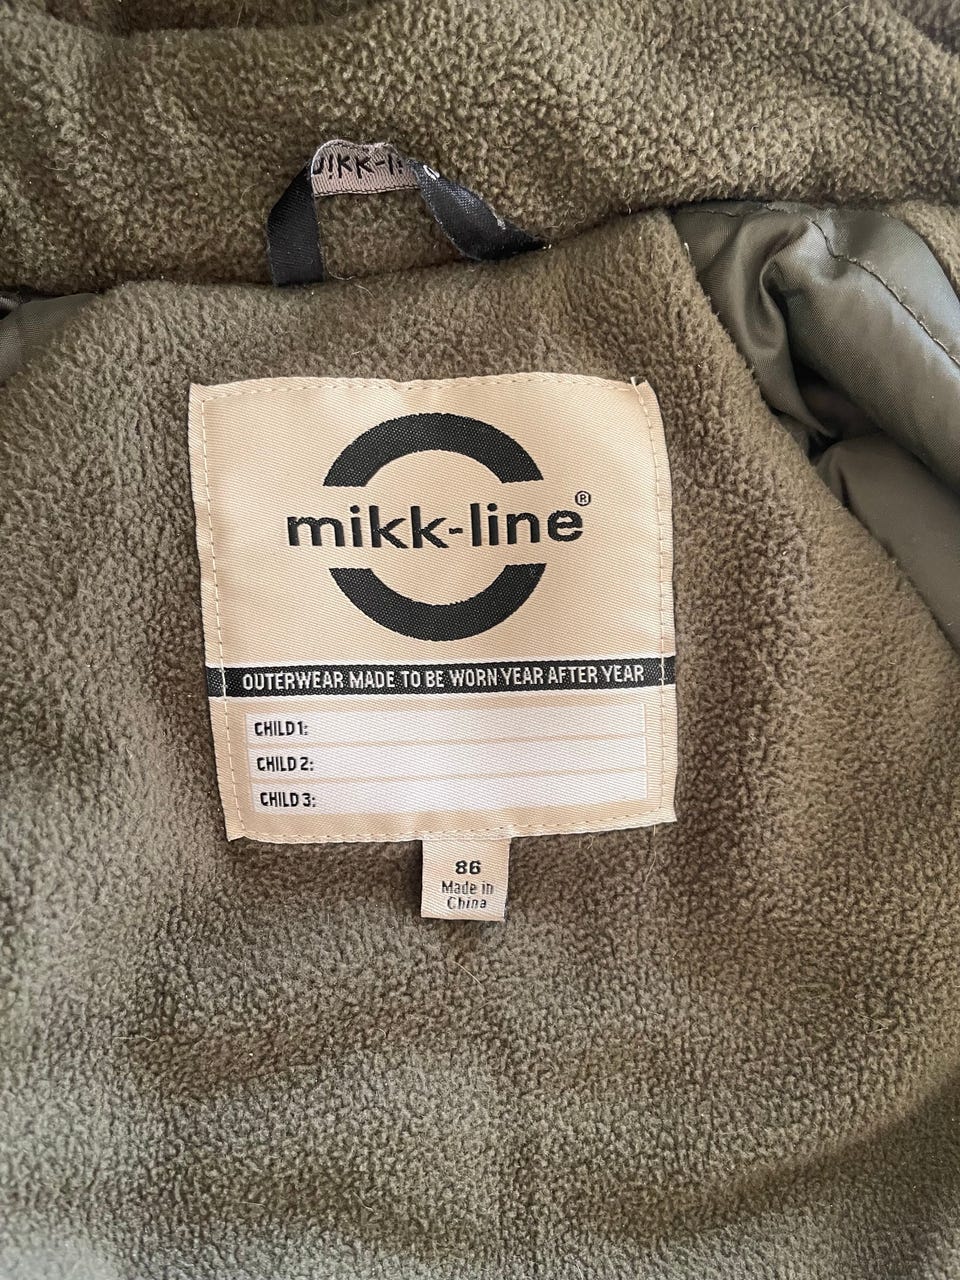 mikk-line®
OUTERWEAR MADE TO BE WORN YEAR AFTER YEAR
CHILD 1:
CHILD 2:
CHILD 3:
86
Made in
China